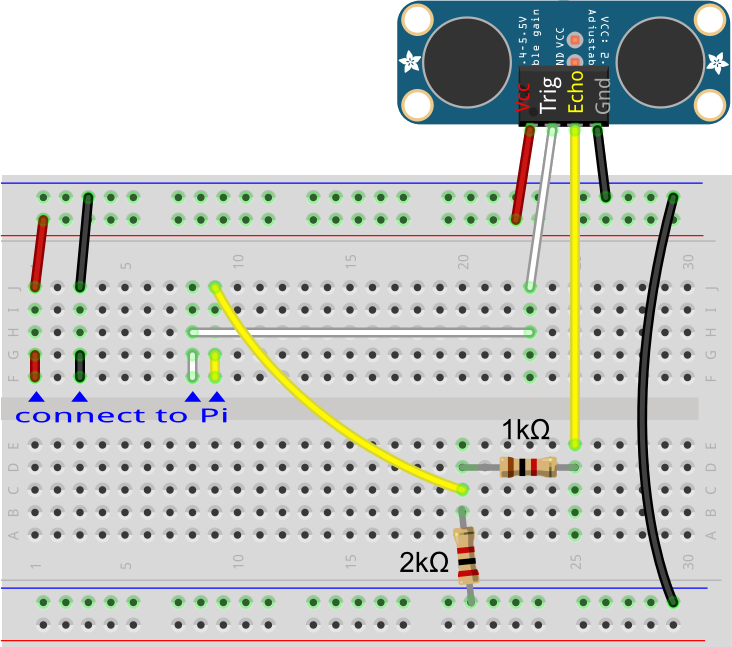 .4-5.5V
ble gain
ND VCC
Adjustab
VCC: 2.
Vcc
Trig
Echo
Gnd
5 10 15 20 25 30
J J
I I
H H
G G
F F
connect to Pi
1kΩ
E E
D D
C C
B B
A A
2kΩ
1 5 10 15 25 30